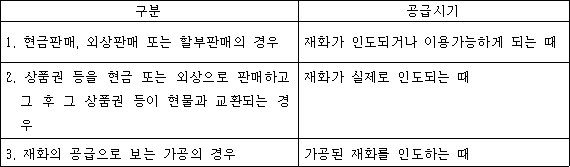 구분 공급시기
1. 현금판매, 외상판매 또는 할부판매의 경우 재화가 인도되거나 이용가능하게 되는 때
2. 상품권 등을 현금 또는 외상으로 판매하고 재화가 실제로 인도되는 때
그 후 그 상품권 등이 현물과 교환되는 경
우
3. 재화의 공급으로 보는 가공의 경우 가공된 재화를 인도하는 때